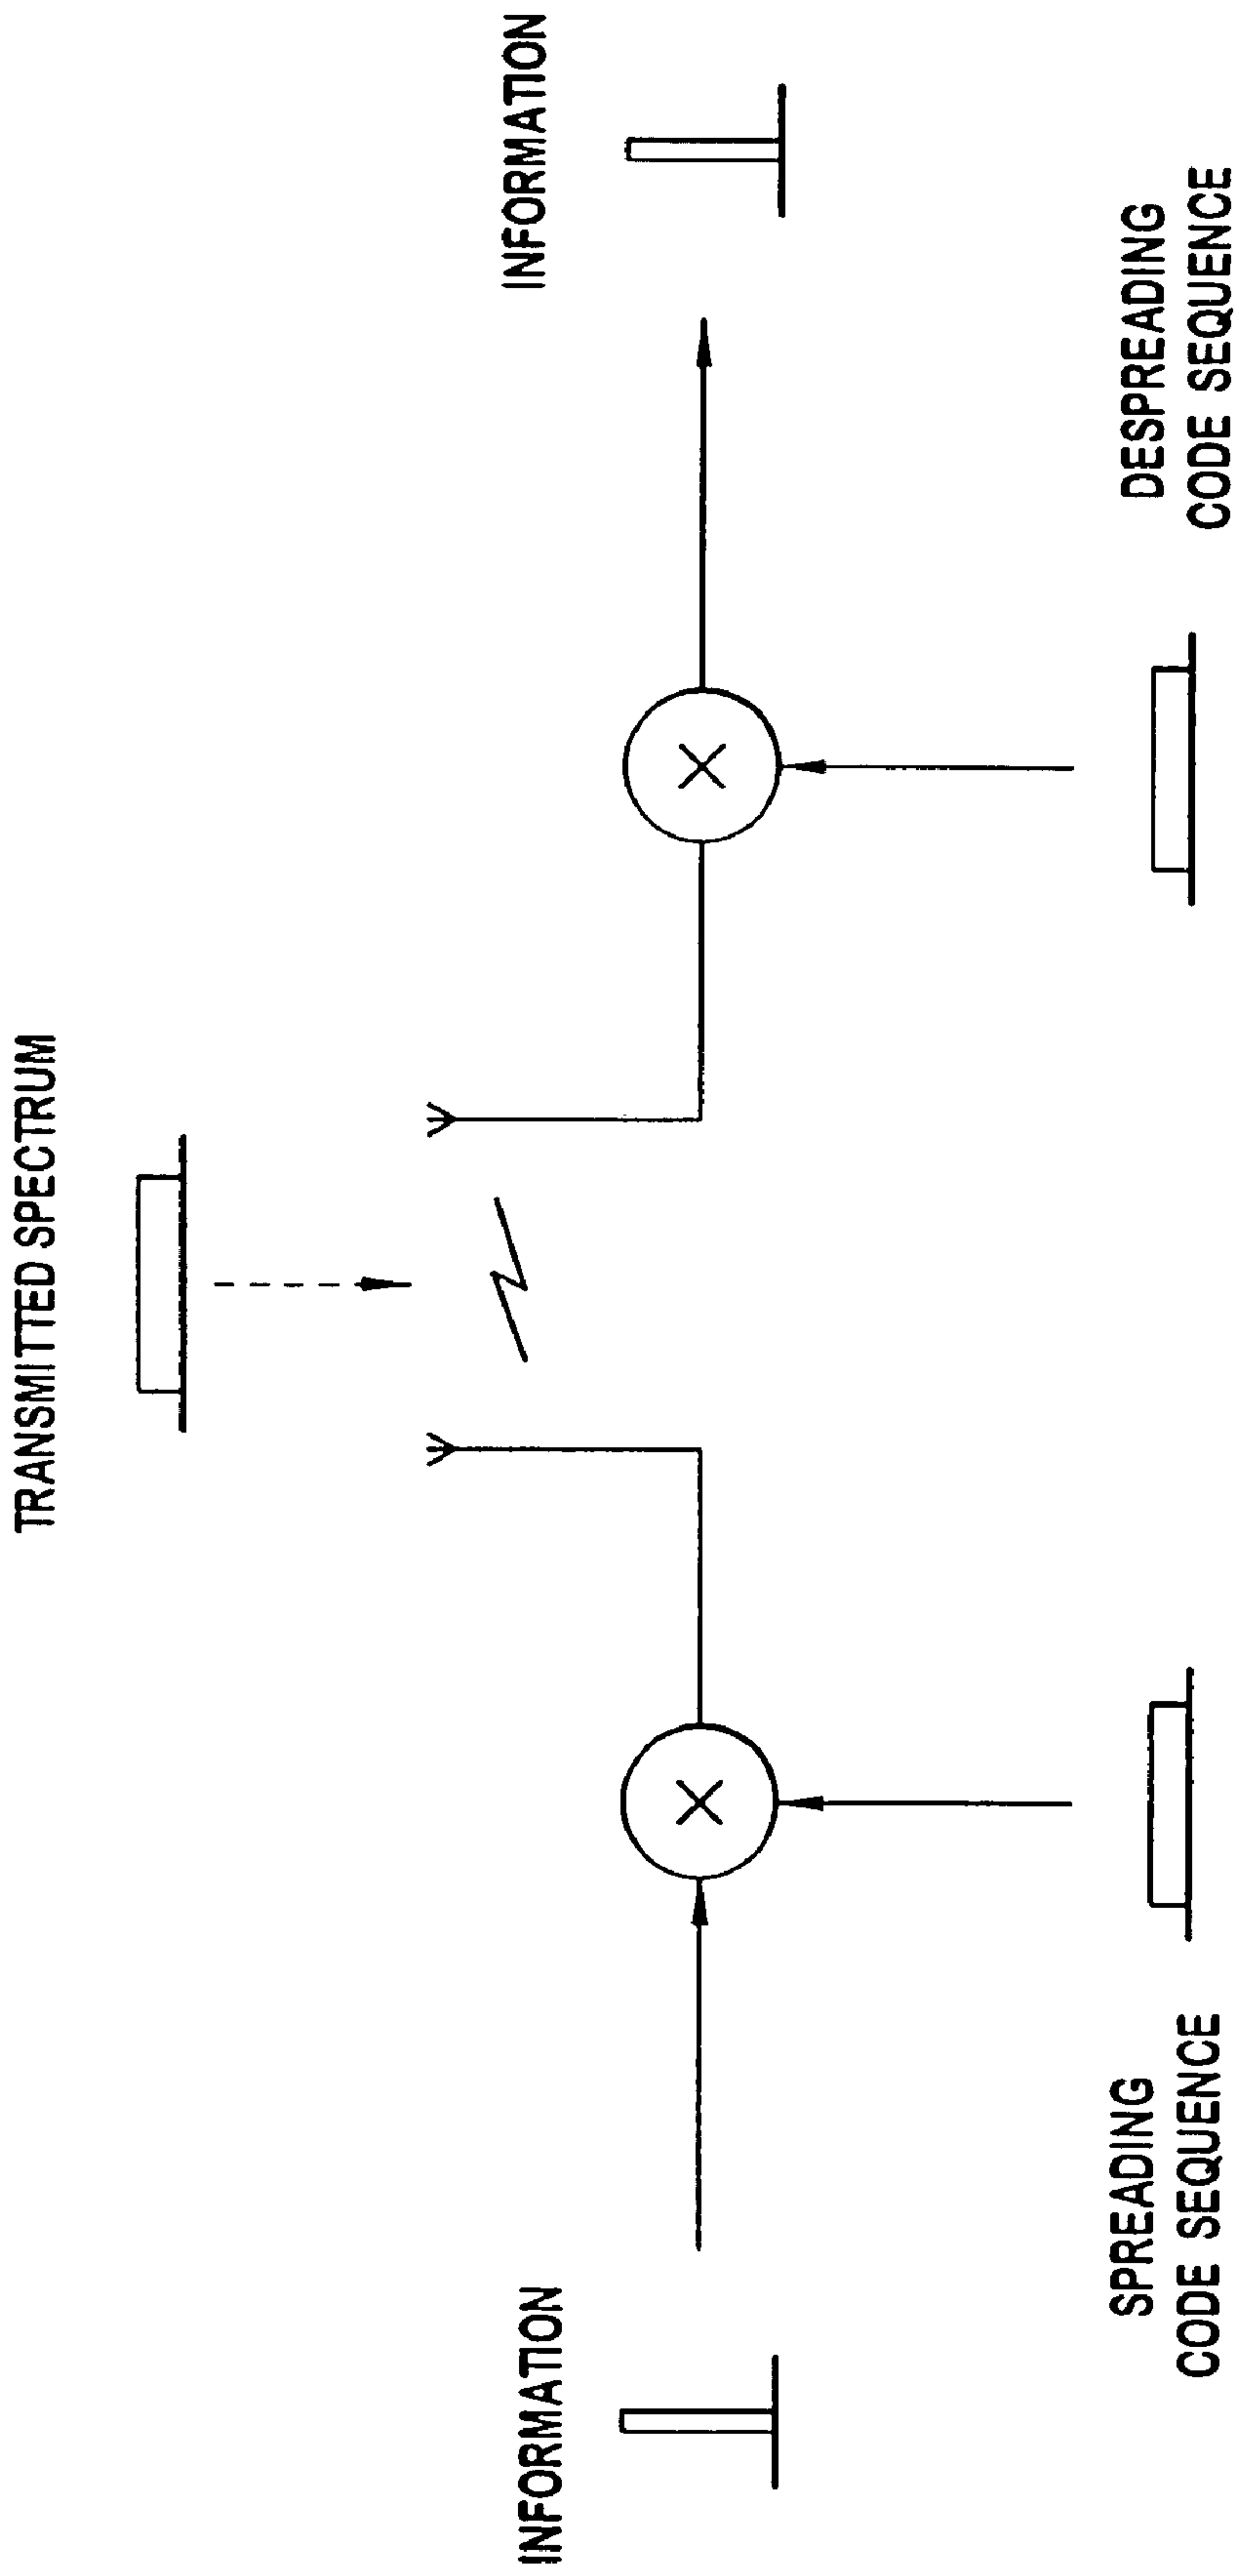 TRANSMITTED SPECTRUM
INFORMATION
INFORMATION
SPREADING
CODE SEQUENCE
DESPREADING
CODE SEQUENCE